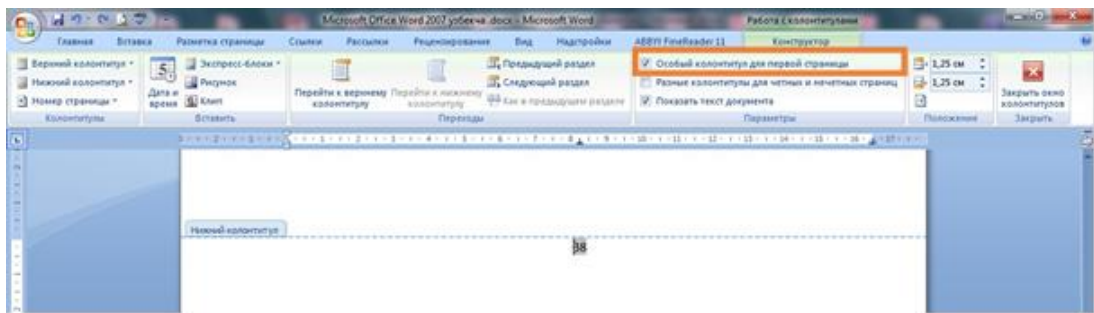 Microsoft Office Word 2007 узбекча .docx - Microsoft Word
Работа с колонтитулами
Главная Вставка Разметка страницы Ссылки Рассылки Рецензирование Вид Надстройки ABBYY FineReader 11 Конструктор
Верхний колонтитул
Нижний колонтитул
Номер страницы
Колонтитулы
5
Дата и время
Экспресс-блоки
Рисунок
Клип
Вставить
Перейти к верхнему колонтитулу
Перейти к нижнему колонтитулу
Предыдущий раздел
Следующий раздел
Как в предыдущем разделе
Переходы
Особый колонтитул для первой страницы
Разные колонтитулы для четных и нечетных страниц
Показать текст документа
Параметры
1,25 см
1,25 см
Положение
Закрыть окно колонтитулов
Закрыть
Нижний колонтитул
38